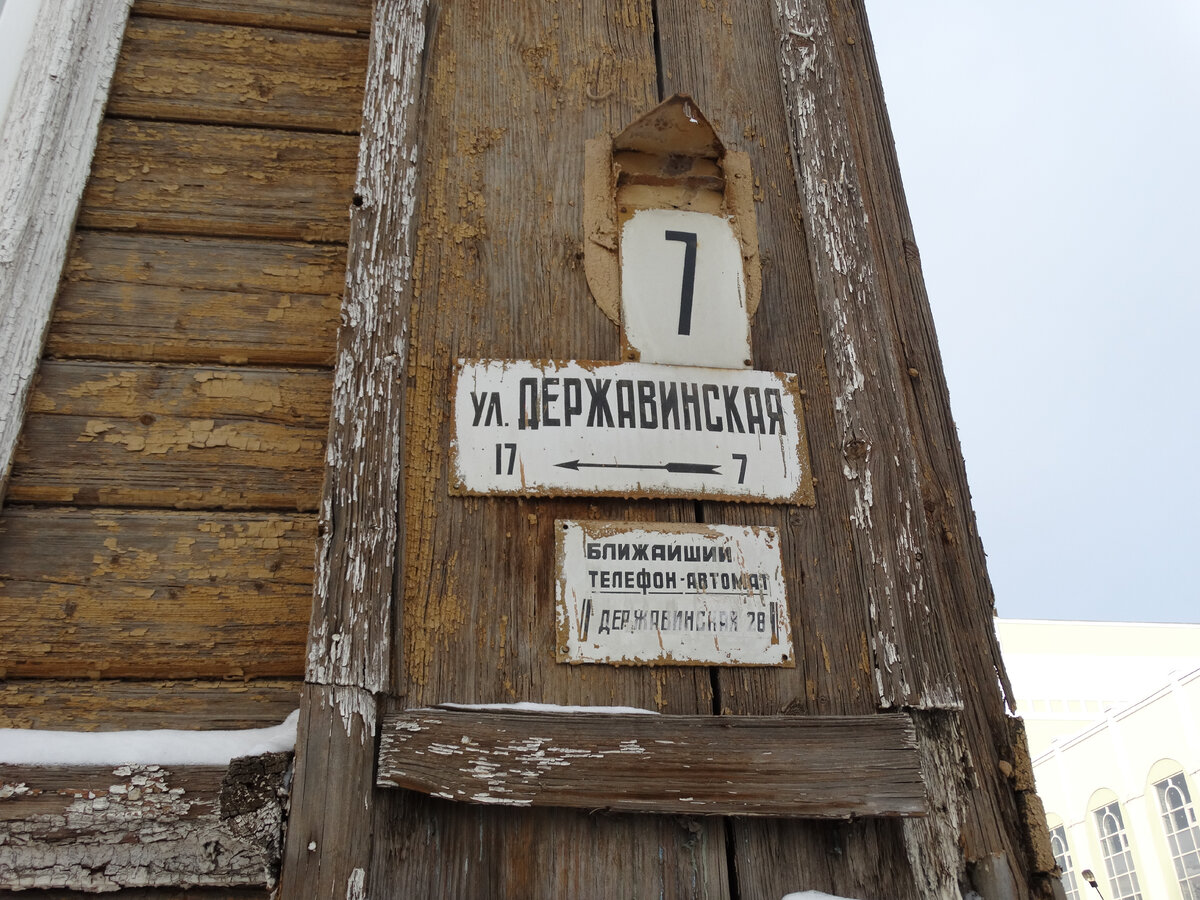 7
ул. ДЕРЖАВИНСКАЯ
17 7
БЛИЖАЙШИЙ
ТЕЛЕФОН-АВТОМАТ
ДЕРЖАВИНСКАЯ 28